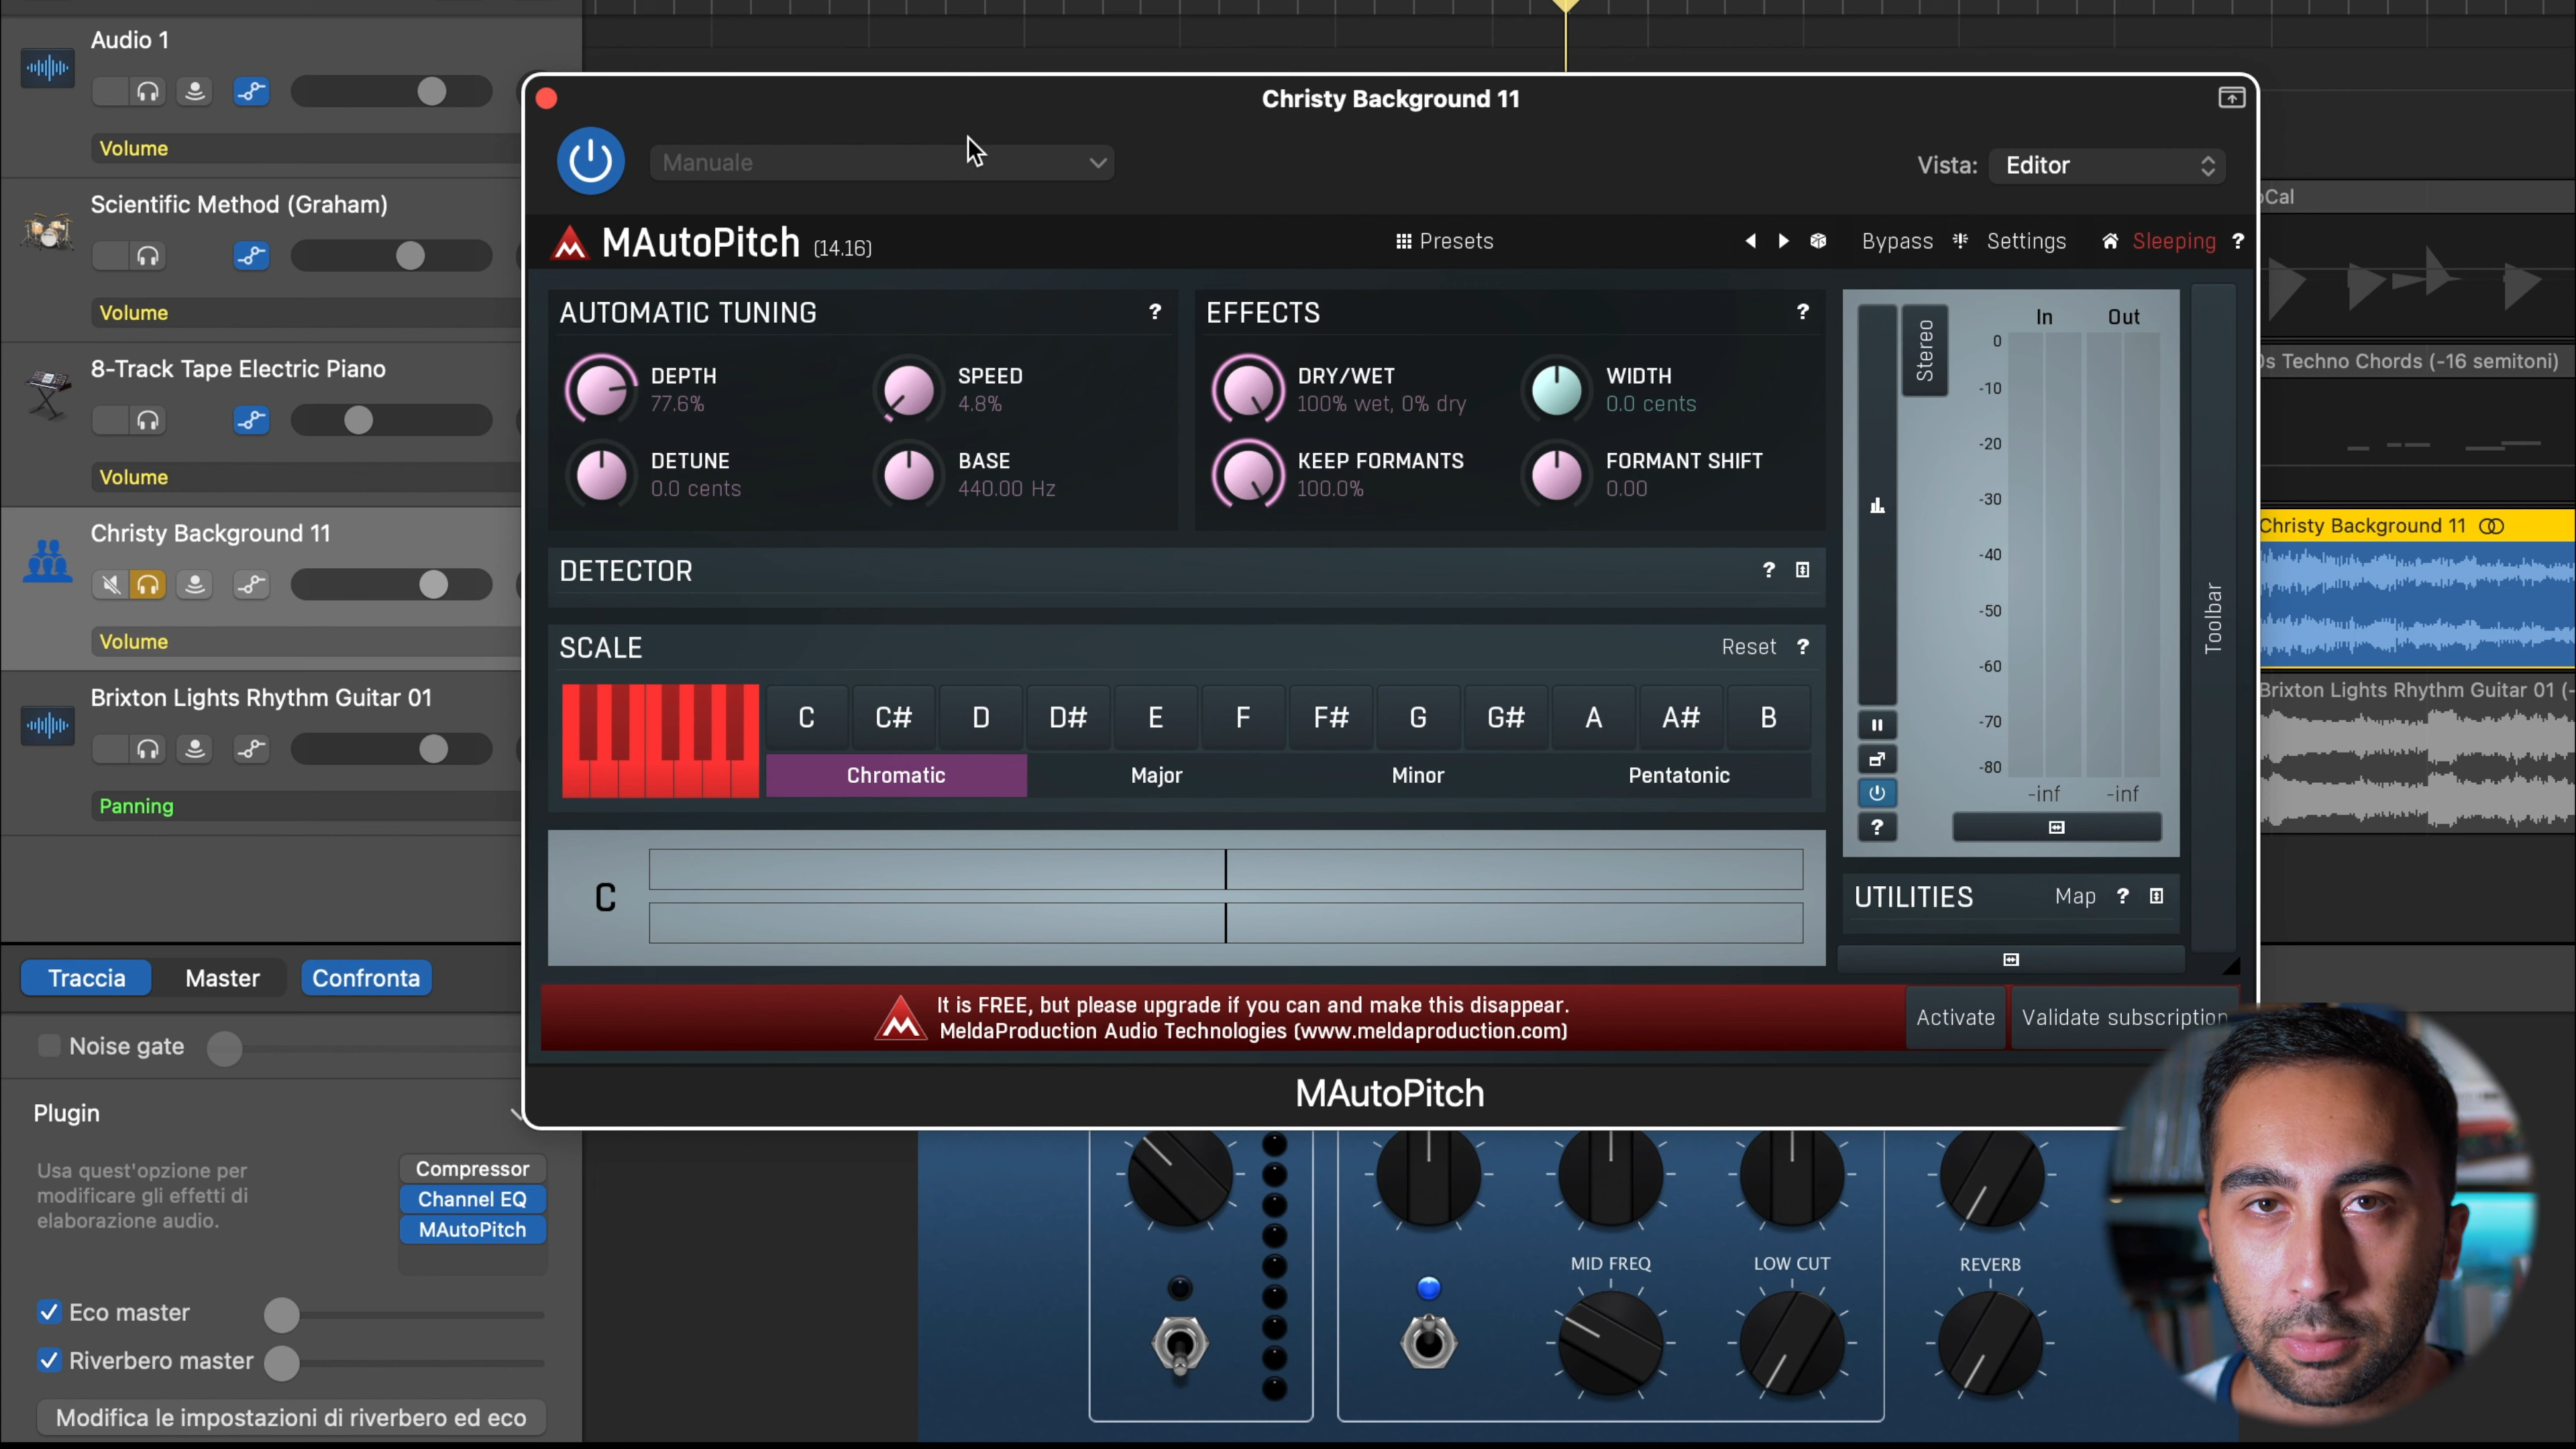 Audio 1
Volume
Scientific Method (Graham)
Volume
8-Track Tape Electric Piano
Volume
Christy Background 11
Volume
Brixton Lights Rhythm Guitar 01
Panning
Traccia Master Confronta
Noise gate
Plugin
Usa quest'opzione per
modificare gli effetti di
elaborazione audio.
Compressor
Channel EQ
MAutoPitch
Eco master
Riverbero master
Modifica le impostazioni di riverbero ed eco
Christy Background 11
Manuale
Vista: Editor
MAutoPitch (14.16)
Presets
Bypass Settings Sleeping ?
AUTOMATIC TUNING ?
DEPTH
77.6%
SPEED
4.8%
DETUNE
0.0 cents
BASE
440.00 Hz
EFFECTS ?
DRY/WET
100% wet, 0% dry
WIDTH
0.0 cents
KEEP FORMANTS
100.0%
FORMANT SHIFT
0.00
DETECTOR ?
SCALE Reset ?
C C# D D# E F F# G G# A A# B
Chromatic Major Minor Pentatonic
C
Stereo
In Out
0
-10
-20
-30
-40
-50
-60
-70
-80
-inf -inf
?
Toolbar
UTILITIES Map ?
It is FREE, but please upgrade if you can and make this disappear.
MeldaProduction Audio Technologies (www.meldaproduction.com)
Activate Validate subscription
MAutoPitch
MID FREQ LOW CUT REVERB
Cal
s Techno Chords (-16 semitoni)
Christy Background 11
Brixton Lights Rhythm Guitar 01 (-